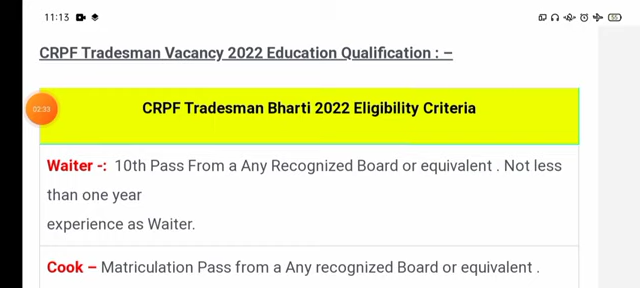 11:13
55
CRPF Tradesman Vacancy 2022 Education Qualification : –
CRPF Tradesman Bharti 2022 Eligibility Criteria
02:33
Waiter -: 10th Pass From a Any Recognized Board or equivalent . Not less
than one year
experience as Waiter.
Cook – Matriculation Pass from a Any recognized Board or equivalent .